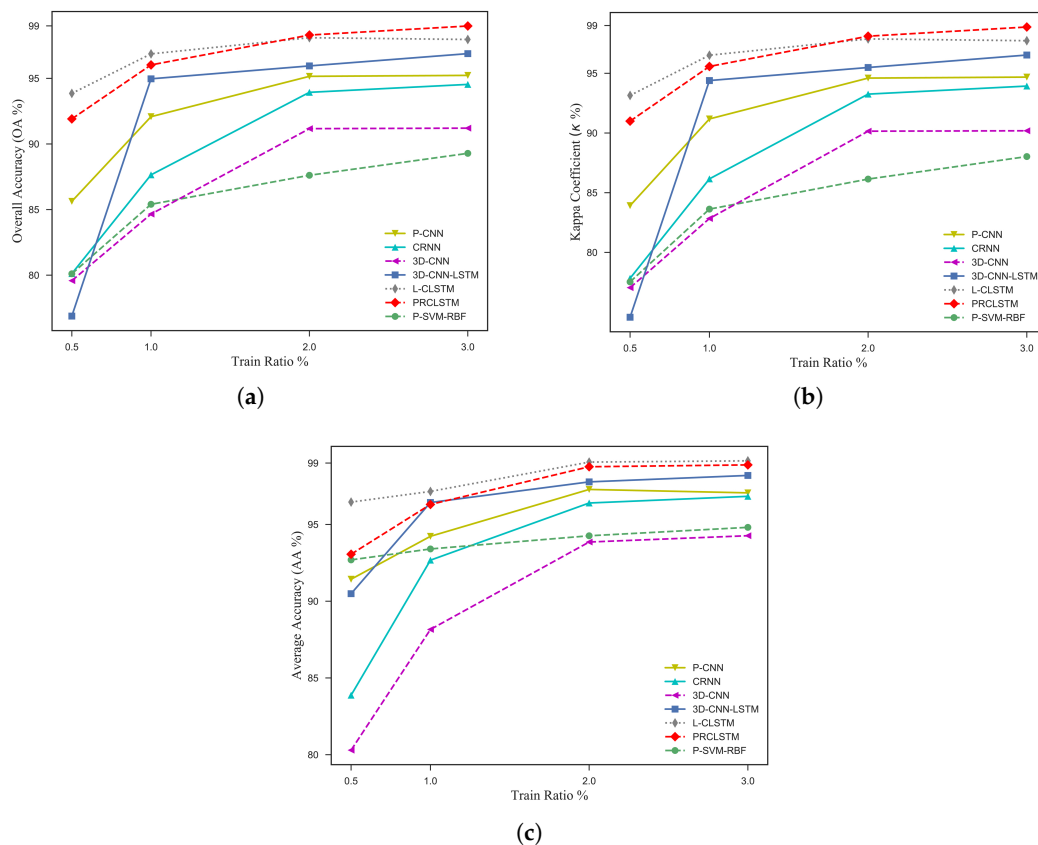 99
95
90
85
80
Overall Accuracy (OA %)
P-CNN
CRNN
3D-CNN
3D-CNN-LSTM
L-CLSTM
PRCLSTM
P-SVM-RBF
0.5 1.0 2.0 3.0
Train Ratio %
(a)
99
95
90
85
80
Kappa Coefficient (κ %)
P-CNN
CRNN
3D-CNN
3D-CNN-LSTM
L-CLSTM
PRCLSTM
P-SVM-RBF
0.5 1.0 2.0 3.0
Train Ratio %
(b)
99
95
90
85
80
Average Accuracy (AA %)
P-CNN
CRNN
3D-CNN
3D-CNN-LSTM
L-CLSTM
PRCLSTM
P-SVM-RBF
0.5 1.0 2.0 3.0
Train Ratio %
(c)